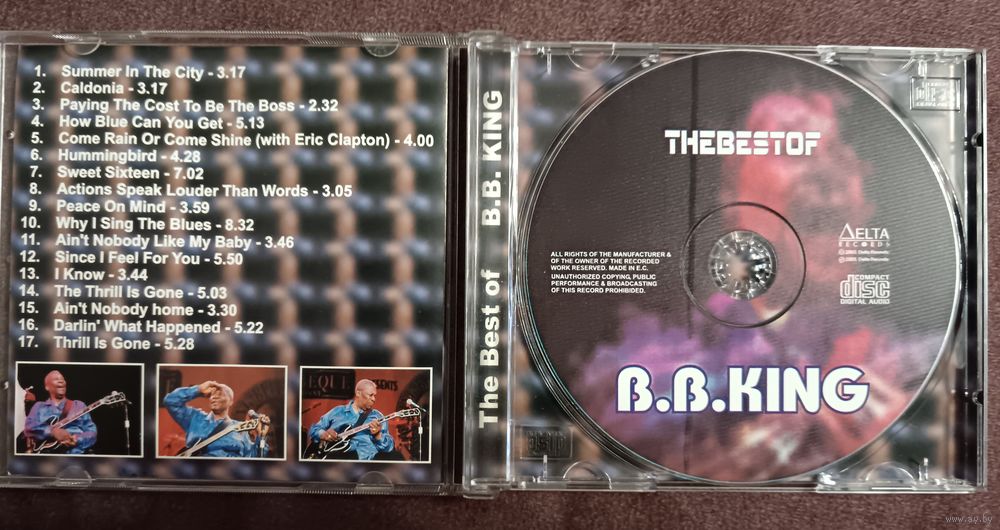 1. Summer In The City - 3.17
2. Caldonia - 3.17
3. Paying The Cost To Be The Boss - 2.32
4. How Blue Can You Get - 5.13
5. Come Rain Or Come Shine (with Eric Clapton) - 4.00
6. Hummingbird - 4.28
7. Sweet Sixteen - 7.02
8. Actions Speak Louder Than Words - 3.05
9. Peace On Mind - 3.59
10. Why I Sing The Blues - 8.32
11. Ain't Nobody Like My Baby - 3.46
12. Since I Feel For You - 5.50
13. I Know - 3.44
14. The Thrill Is Gone - 5.03
15. Ain't Nobody home - 3.30
16. Darlin' What Happened - 5.22
17. Thrill Is Gone - 5.28
The Best of B.B. KING
THEBESTOF
ALL RIGHTS OF THE MANUFACTURER &
OF THE OWNER OF THE RECORDED
WORK RESERVED. MADE IN E.C.
UNAUTHORIZED COPYING, PUBLIC
PERFORMANCE & BROADCASTING
OF THIS RECORD PROHIBITED.
DELTA
RECORDS
COMPACT
disc
DIGITAL AUDIO
B.B.KING
www.ay.by